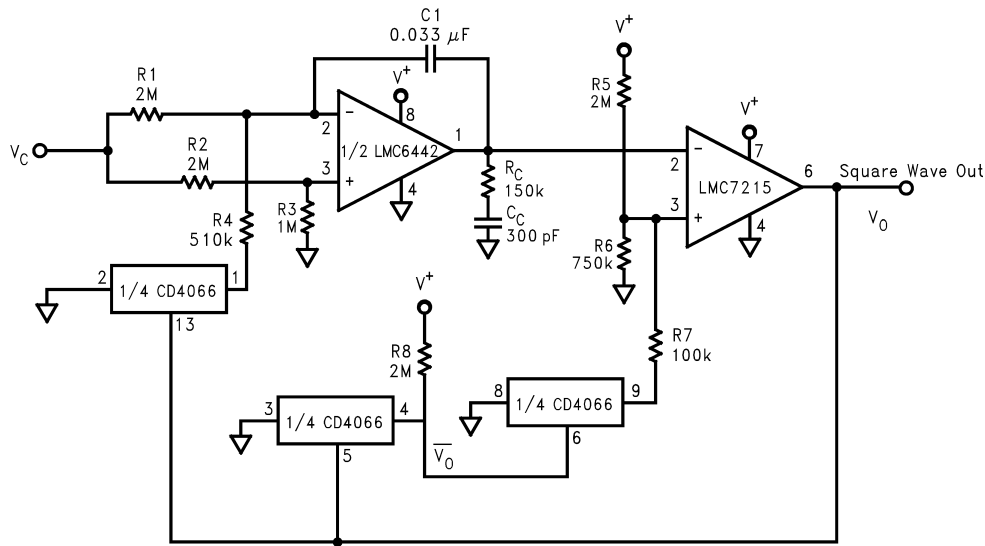 C1
0.033 μF
V+
R1
2M
V+
8
R5
2M
V+
2
−
1
7
VC
R2
2M
1/2 LMC6442
3
+
4
RC
150k
CC
300 pF
2
−
6
Square Wave Out
LMC7215
3
+
4
VO
R4
510k
R3
1M
R6
750k
2
1/4 CD4066
1
13
V+
R8
2M
R7
100k
8
1/4 CD4066
9
6
3
1/4 CD4066
4
5
V̅O